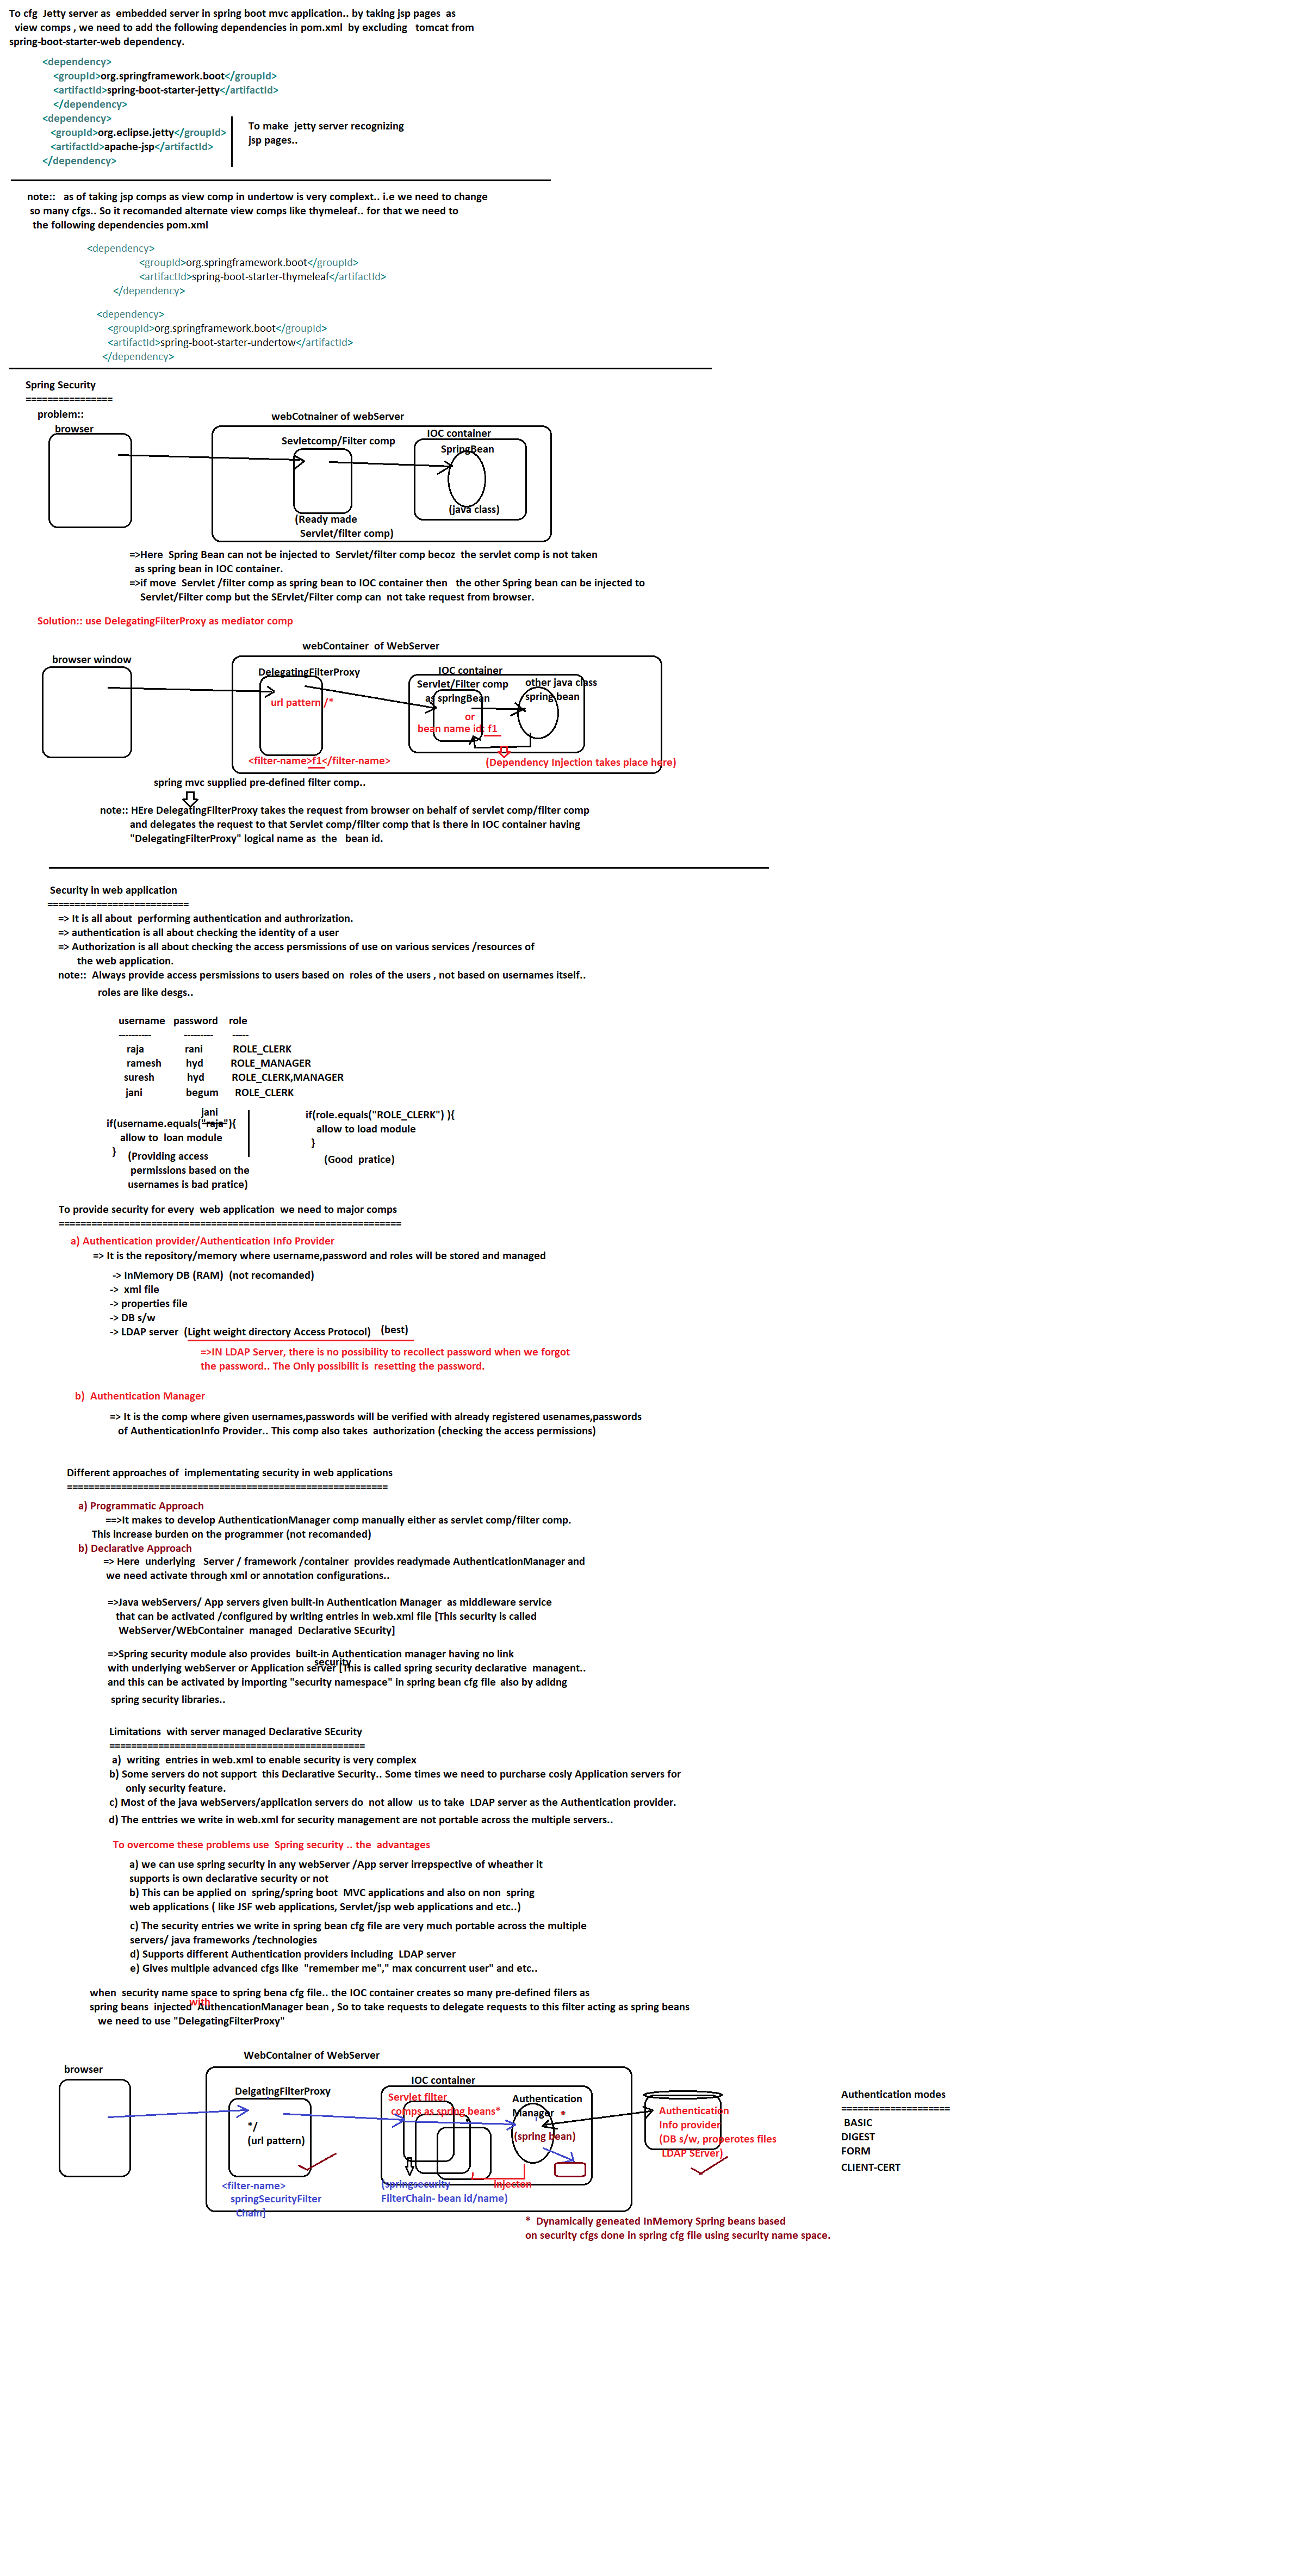 To cfg  Jetty server as  embedded server in spring boot mvc application.. by taking jsp pages  as
view comps , we need to add the following dependencies in pom.xml  by excluding   tomcat from
spring-boot-starter-web dependency.
<dependency>
<groupId>org.springframework.boot</groupId>
<artifactId>spring-boot-starter-jetty</artifactId>
</dependency>
<dependency>
<groupId>org.eclipse.jetty</groupId>
<artifactId>apache-jsp</artifactId>
</dependency>
To make  jetty server recognizing
jsp pages..
note::   as of taking jsp comps as view comp in undertow is very complext.. i.e we need to change
so many cfgs.. So it recomanded alternate view comps like thymeleaf.. for that we need to
the following dependencies pom.xml
<dependency>
<groupId>org.springframework.boot</groupId>
<artifactId>spring-boot-starter-thymeleaf</artifactId>
</dependency>
<dependency>
<groupId>org.springframework.boot</groupId>
<artifactId>spring-boot-starter-undertow</artifactId>
</dependency>
Spring Security
================
problem::
browser
webCotnainer of webServer
Sevletcomp/Filter comp
IOC container
SpringBean
(java class)
(Ready made
Servlet/filter comp)
=>Here  Spring Bean can not be injected to  Servlet/filter comp becoz  the servlet comp is not taken
as spring bean in IOC container.
=>if move  Servlet /filter comp as spring bean to IOC container then   the other Spring bean can be injected to
Servlet/Filter comp but the SErvlet/Filter comp can  not take request from browser.
Solution:: use DelegatingFilterProxy as mediator comp
webContainer  of WebServer
browser window
DelegatingFilterProxy
IOC container
Servlet/Filter comp
as springBean
other java class
spring bean
url pattern /*
or
bean name id: f1
<filter-name>f1</filter-name>
(Dependency Injection takes place here)
spring mvc supplied pre-defined filter comp..
note:: HEre DelegatingFilterProxy takes the request from browser on behalf of servlet comp/filter comp
and delegates the request to that Servlet comp/filter comp that is there in IOC container having
"DelegatingFilterProxy" logical name as  the   bean id.
Security in web application
==========================
=> It is all about  performing authentication and authrorization.
=> authentication is all about checking the identity of a user
=> Authorization is all about checking the access persmissions of use on various services /resources of
the web application.
note::  Always provide access persmissions to users based on  roles of the users , not based on usernames itself..
roles are like desgs..
username   password    role
----------   ---------   -----
raja   rani   ROLE_CLERK
ramesh   hyd   ROLE_MANAGER
suresh   hyd   ROLE_CLERK,MANAGER
jani   begum   ROLE_CLERK
jani
if(username.equals("raja"){
allow to  loan module
}
(Providing access
permissions based on the
usernames is bad pratice)
if(role.equals("ROLE_CLERK") ){
allow to load module
}
(Good  pratice)
To provide security for every  web application  we need to major comps
===============================================================
a) Authentication provider/Authentication Info Provider
=> It is the repository/memory where username,password and roles will be stored and managed
-> InMemory DB (RAM)  (not recomanded)
->  xml file
-> properties file
-> DB s/w
-> LDAP server  (Light weight directory Access Protocol)   (best)
=>IN LDAP Server, there is no possibility to recollect password when we forgot
the password.. The Only possibilit is  resetting the password.
b)  Authentication Manager
=> It is the comp where given usernames,passwords will be verified with already registered usenames,passwords
of AuthenticationInfo Provider.. This comp also takes  authorization (checking the access permissions)
Different approaches of  implementating security in web applications
===========================================================
a) Programmatic Approach
==>It makes to develop AuthenticationManager comp manually either as servlet comp/filter comp.
This increase burden on the programmer (not recomanded)
b) Declarative Approach
=> Here  underlying   Server / framework /container  provides readymade AuthenticationManager and
we need activate through xml or annotation configurations..
=>Java webServers/ App servers given built-in Authentication Manager  as middleware service
that can be activated /configured by writing entries in web.xml file [This security is called
WebServer/WEbContainer  managed  Declarative SEcurity]
=>Spring security module also provides  built-in Authentication manager having no link
security
with underlying webServer or Application server [This is called spring security declarative  managent..
and this can be activated by importing "security namespace" in spring bean cfg file  also by adidng
spring security libraries..
Limitations  with server managed Declarative SEcurity
===============================================
a)  writing  entries in web.xml to enable security is very complex
b) Some servers do not support  this Declarative Security.. Some times we need to purcharse cosly Application servers for
only security feature.
c) Most of the java webServers/application servers do  not allow  us to take  LDAP server as the Authentication provider.
d) The enttries we write in web.xml for security management are not portable across the multiple servers..
To overcome these problems use  Spring security .. the  advantages
a) we can use spring security in any webServer /App server irrepspective of wheather it
supports is own declarative security or not
b) This can be applied on  spring/spring boot  MVC applications and also on non  spring
web applications ( like JSF web applications, Servlet/jsp web applications and etc..)
c) The security entries we write in spring bean cfg file are very much portable across the multiple
servers/ java frameworks /technologies
d) Supports different Authentication providers including  LDAP server
e) Gives multiple advanced cfgs like  "remember me"," max concurrent user" and etc..
when  security name space to spring bena cfg file.. the IOC container creates so many pre-defined filers as
with
spring beans  injected  AuthencationManager bean , So to take requests to delegate requests to this filter acting as spring beans
we need to use "DelegatingFilterProxy"
WebContainer of WebServer
browser
DelgatingFilterProxy
*/
(url pattern)
<filter-name>
springSecurityFilter
Chain]
IOC container
Servlet filter
comps as spring beans*
Authentication
Manager  *
(spring bean)
(springsecurity
FilterChain- bean id/name)
injecton
Authentication
Info provider
(DB s/w, properotes files
LDAP SErver)
Authentication modes
====================
BASIC
DIGEST
FORM
CLIENT-CERT
*  Dynamically geneated InMemory Spring beans based
on security cfgs done in spring cfg file using security name space.